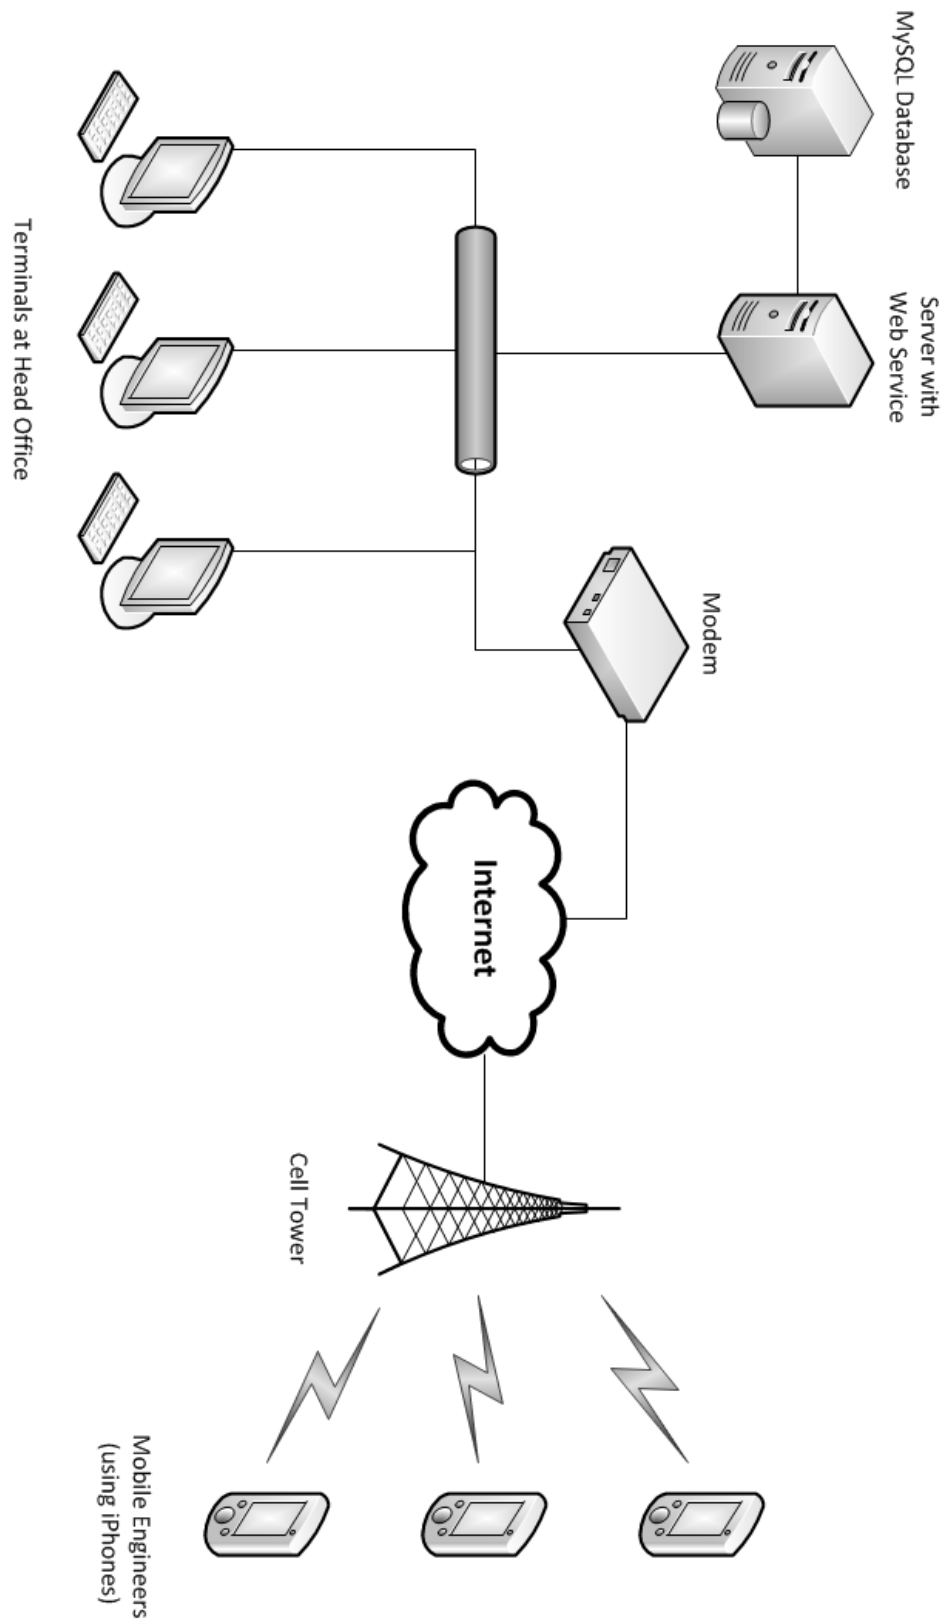 MySQL Database
Server with
Web Service
Modem
Internet
Terminals at Head Office
Cell Tower
Mobile Engineers
(using iPhones)